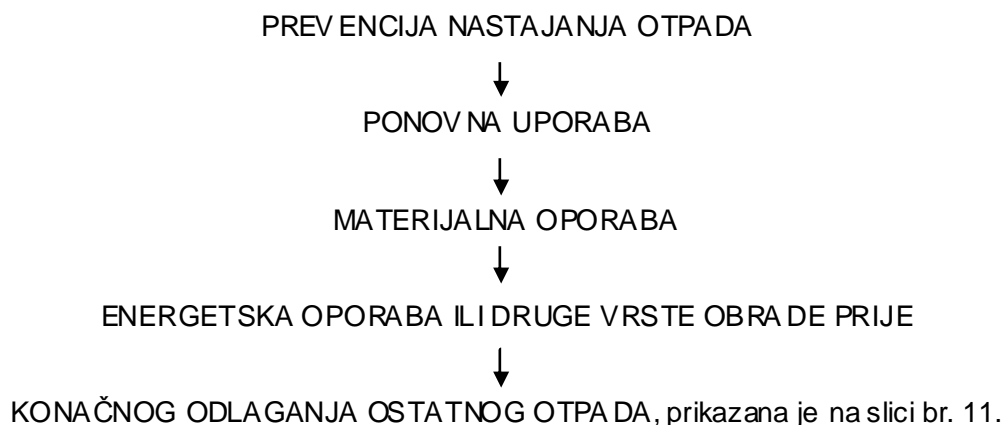 PREVENCIJA NASTAJANJA OTPADA
PONOVNA UPORABA
MATERIJALNA OPORABA
ENERGETSKA OPORABA ILI DRUGE VRSTE OBRADE PRIJE
KONAČNOG ODLAGANJA OSTATNOG OTPADA, prikazana je na slici br. 11.